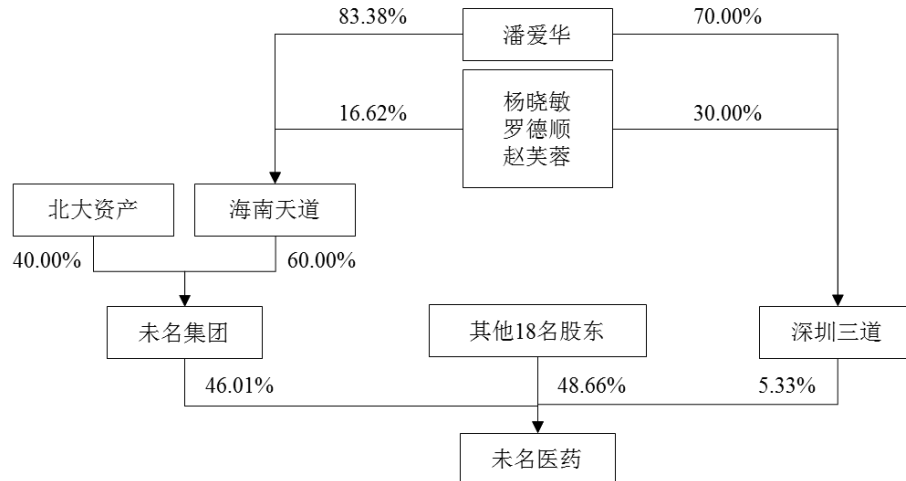 83.38%
潘爱华
70.00%
16.62%
杨晓敏
罗德顺
赵芙蓉
30.00%
北大资产
海南天道
40.00%
60.00%
未名集团
其他18名股东
深圳三道
46.01%
48.66%
5.33%
未名医药